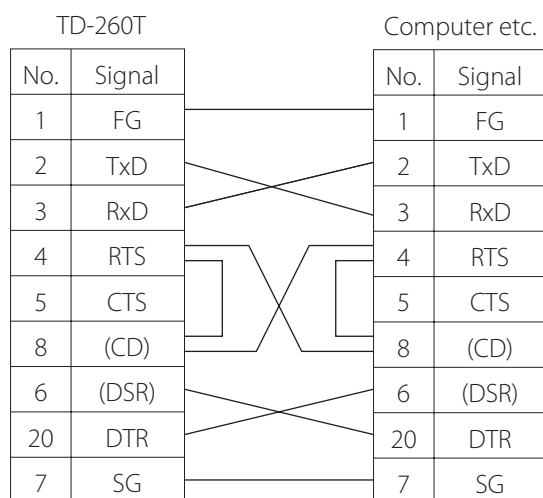 TD-260T Computer etc.
No. Signal No. Signal
1 FG 1 FG
2 TxD 2 TxD
3 RxD 3 RxD
4 RTS 4 RTS
5 CTS 5 CTS
8 (CD) 8 (CD)
6 (DSR) 6 (DSR)
20 DTR 20 DTR
7 SG 7 SG